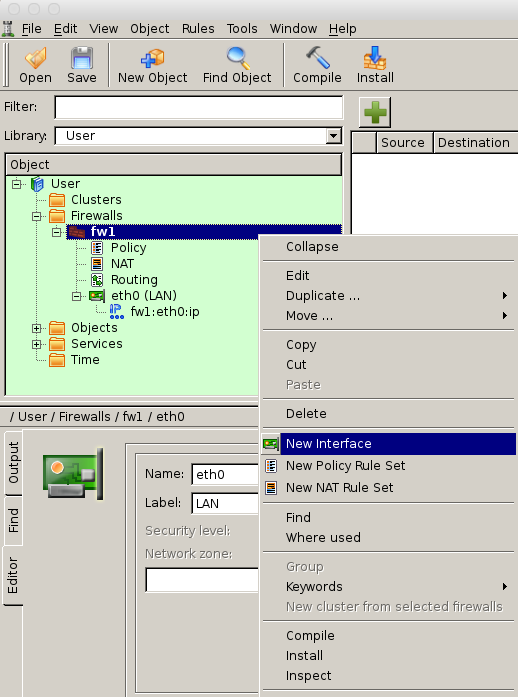 File Edit View Object Rules Tools Window Help
Open Save New Object Find Object Compile Install
Filter:
Library: User
Source Destination
Object
User
Clusters
Firewalls
fw1
Policy
NAT
Routing
eth0 (LAN)
fw1:eth0:ip
Objects
Services
Time
Collapse
Edit
Duplicate ...
Move ...
Copy
Cut
Paste
Delete
New Interface
New Policy Rule Set
New NAT Rule Set
Find
Where used
Group
Keywords
New cluster from selected firewalls
Compile
Install
Inspect
/ User / Firewalls / fw1 / eth0
Output
Find
Editor
Name: eth0
Label: LAN
Security level:
Network zone: